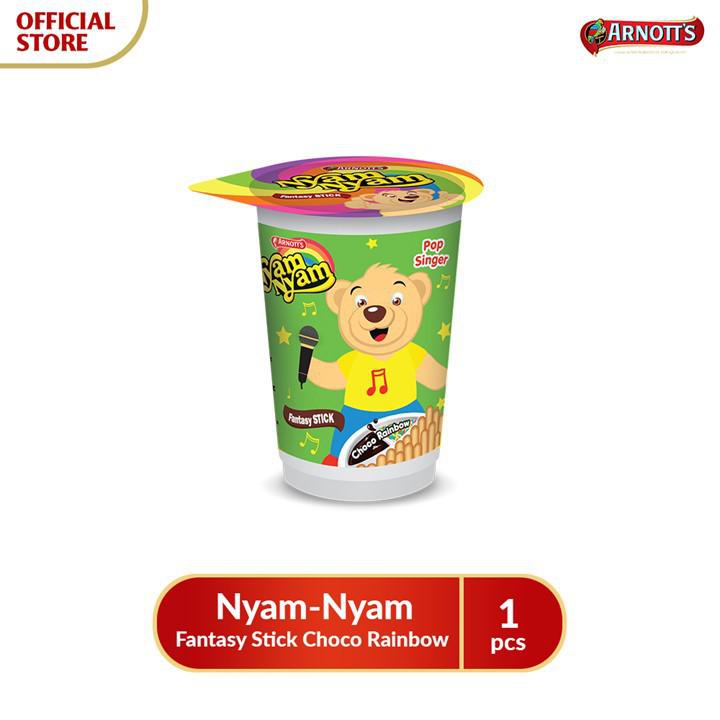 OFFICIAL
STORE
ARNOTT'S
ARNOTT'S
Nyam
Nyam
Fantasy STICK
ARNOTT'S
yam
Nyam
Pop
Singer
Fantasy STICK
Choco Rainbow
Nyam-Nyam
Fantasy Stick Choco Rainbow
1
pcs